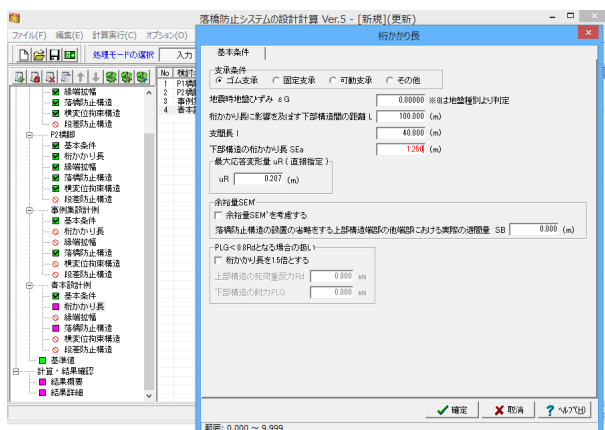 落橋防止システムの設計計算 Ver.5 - [新規](更新)
ファイル(F) 編集(E) 計算実行(C) オプション(O)
処理モードの選択 入力
No 検討
1 P1橋
2 P2橋
3 事例
4 青本
縁端拡幅
落橋防止構造
横変位拘束構造
段差防止構造
P2橋脚
基本条件
桁かかり長
縁端拡幅
落橋防止構造
横変位拘束構造
段差防止構造
事例集設計例
基本条件
桁かかり長
縁端拡幅
落橋防止構造
横変位拘束構造
段差防止構造
青本設計例
基本条件
桁かかり長
縁端拡幅
落橋防止構造
横変位拘束構造
段差防止構造
基準値
計算・結果確認
結果概要
結果詳細
桁かかり長
基本条件
支承条件
ゴム支承 固定支承 可動支承 その他
地震時地盤ひずみ εG 0.00000 ※0は地盤種別より判定
桁かかり長に影響を及ぼす下部構造間の距離 L 100.000 (m)
支間長 l 40.000 (m)
下部構造の桁かかり長 SEa 1.250 (m)
最大応答変形量 uR ( 直接指定 )
uR 0.207 (m)
余裕量SEM'
余裕量SEM'を考慮する
落橋防止構造の設置の省略をする上部構造端部の他端部における実際の遊間量 SB 0.000 (m)
PLG<0.8Rdとなる場合の扱い
桁かかり長を1.5倍とする
上部構造の死荷重反力Rd 0.000 kN
下部構造の耐力PLG 0.000 kN
確定 取消 ヘルプ(H)
範囲: 0.000 ～ 9.999